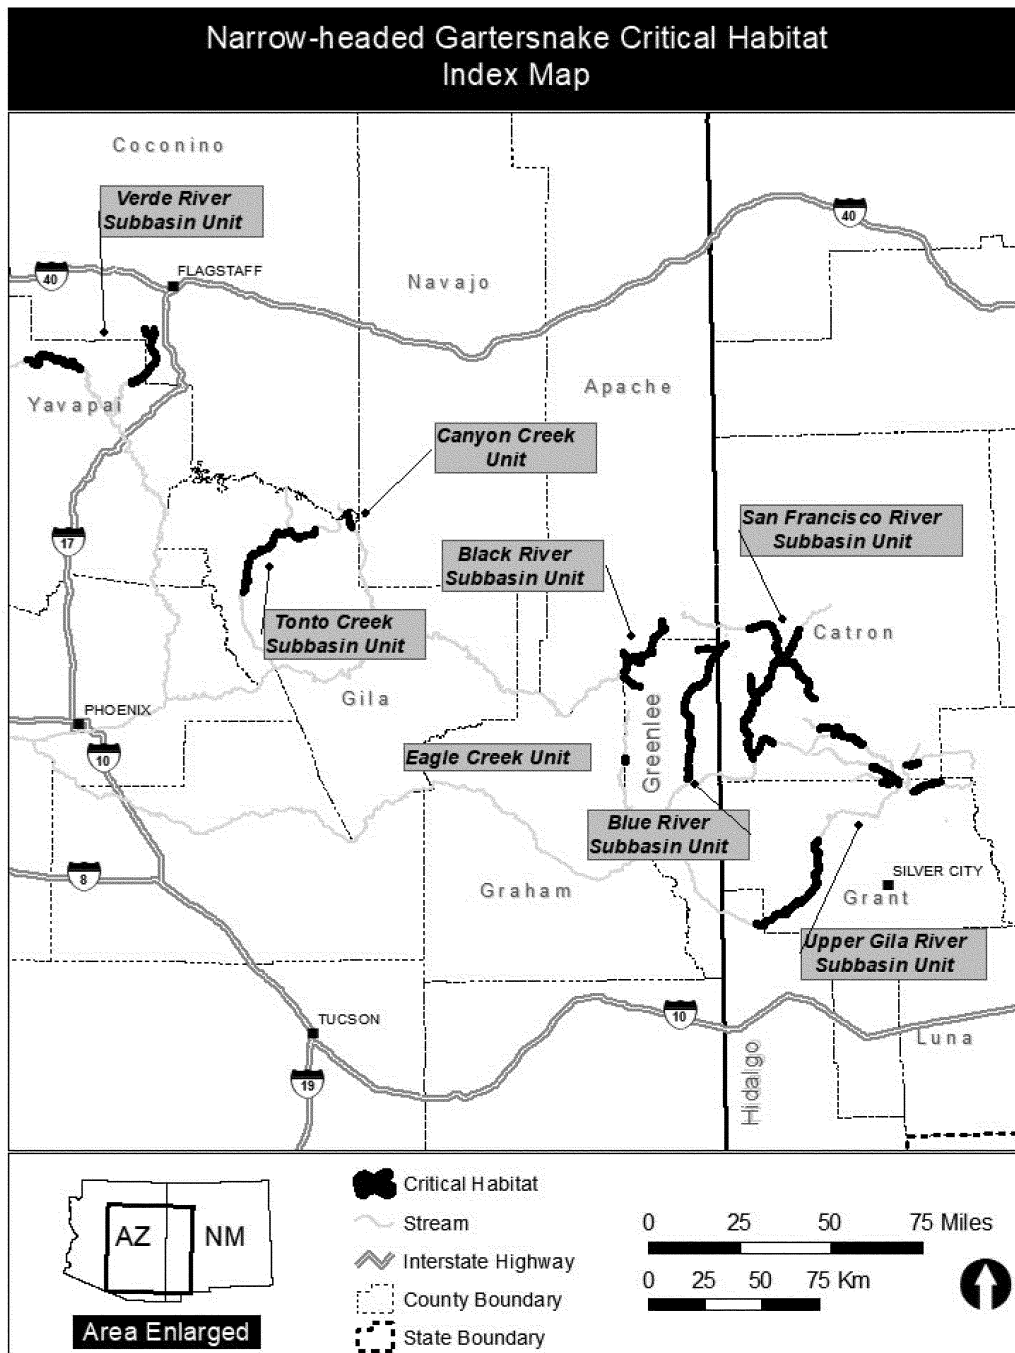 Narrow-headed Gartersnake Critical Habitat
Index Map
Coconino
Verde River
Subbasin Unit
40
FLAGSTAFF
40
Navajo
Apache
Yavapai
Canyon Creek
Unit
17
San Francisco River
Subbasin Unit
Black River
Subbasin Unit
Tonto Creek
Subbasin Unit
Catron
Gila
Greenlee
PHOENIX
10
Eagle Creek Unit
Blue River
Subbasin Unit
8
SILVER CITY
Graham
Grant
Upper Gila River
Subbasin Unit
TUCSON
10
Luna
19
Hidalgo
AZ
NM
Area Enlarged
Critical Habitat
Stream
Interstate Highway
County Boundary
State Boundary
0 25 50 75 Miles
0 25 50 75 Km